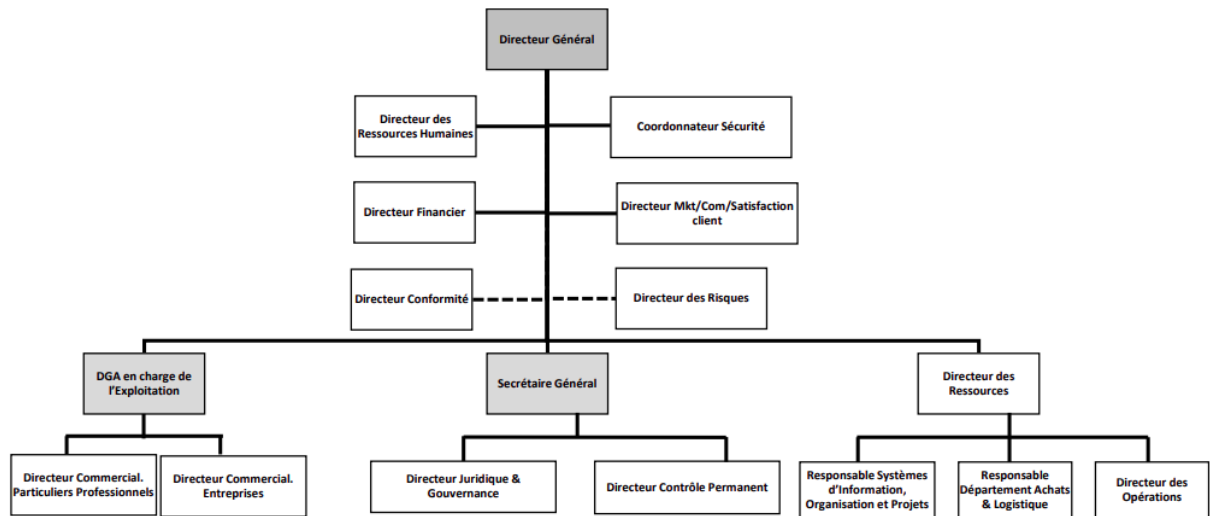 Directeur Général
Directeur des
Ressources Humaines
Coordonnateur Sécurité
Directeur Financier
Directeur Mkt/Com/Satisfaction
client
Directeur Conformité
Directeur des Risques
DGA en charge de
l’Exploitation
Secrétaire Général
Directeur des
Ressources
Directeur Commercial.
Particuliers Professionnels
Directeur Commercial.
Entreprises
Directeur Juridique &
Gouvernance
Directeur Contrôle Permanent
Responsable Systèmes
d’Information,
Organisation et Projets
Responsable
Département Achats
& Logistique
Directeur des
Opérations